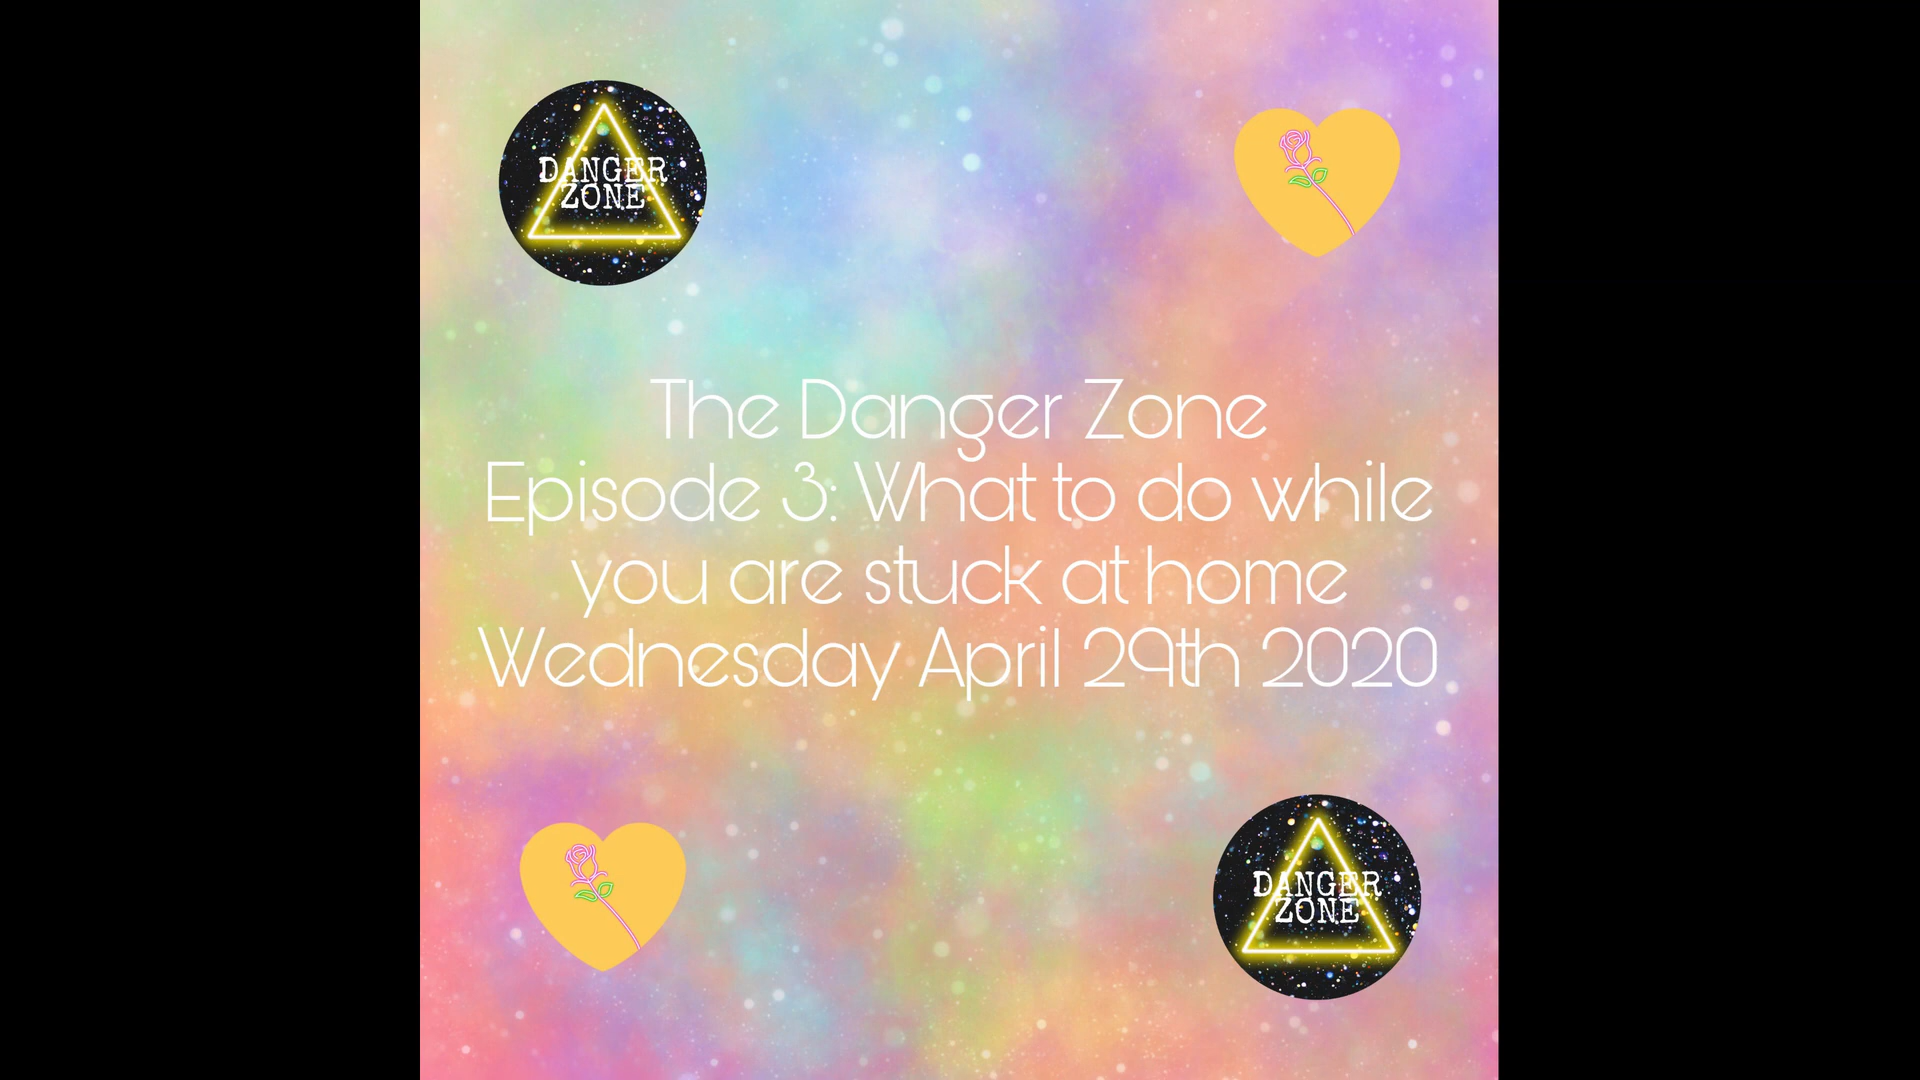 DANGER
ZONE
The Danger Zone
Episode 3: What to do while
you are stuck at home
Wednesday April 29th 2020
DANGER
ZONE